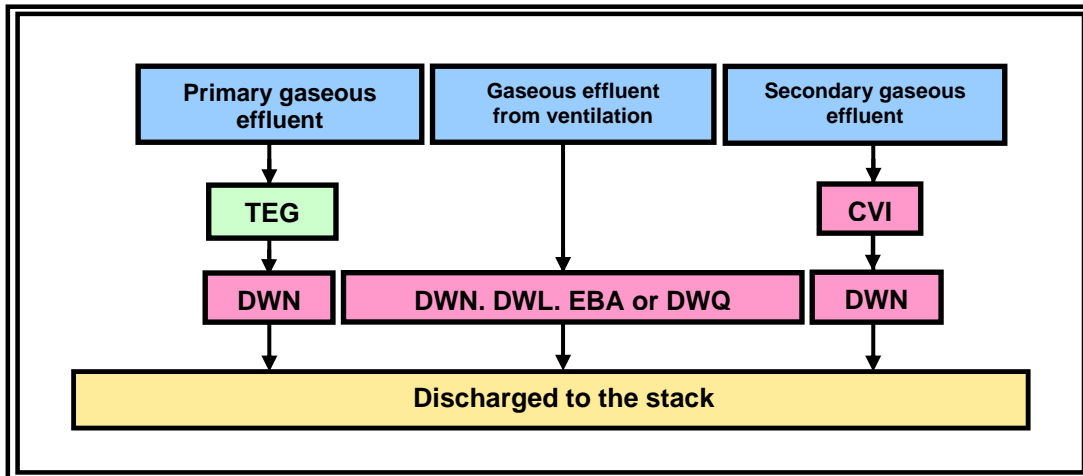 Primary gaseous
effluent
Gaseous effluent
from ventilation
Secondary gaseous
effluent
TEG
CVI
DWN
DWN. DWL. EBA or DWQ
DWN
Discharged to the stack